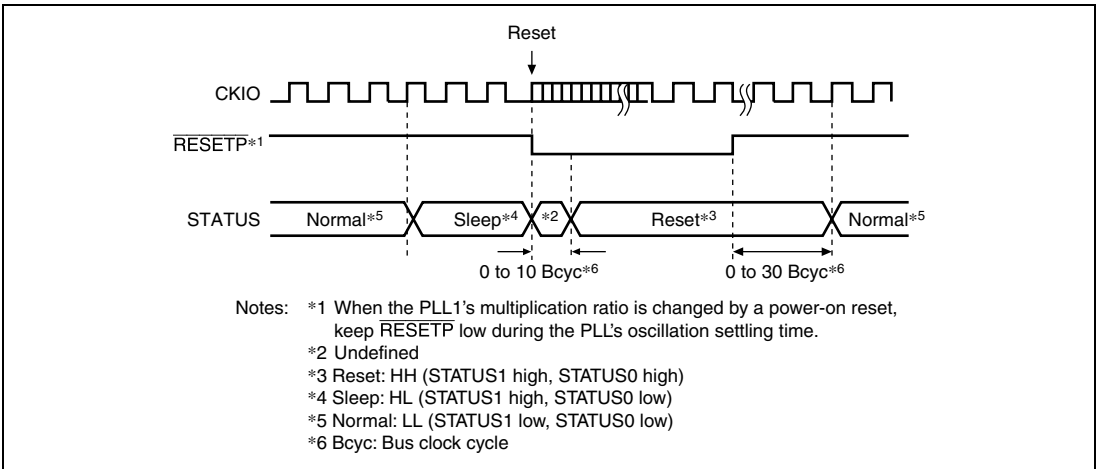 Reset
CKIO
RESETP*1
STATUS Normal*5 Sleep*4 *2 Reset*3 Normal*5
0 to 10 Bcyc*6 0 to 30 Bcyc*6
Notes: *1 When the PLL1's multiplication ratio is changed by a power-on reset,
keep RESETP low during the PLL's oscillation settling time.
*2 Undefined
*3 Reset: HH (STATUS1 high, STATUS0 high)
*4 Sleep: HL (STATUS1 high, STATUS0 low)
*5 Normal: LL (STATUS1 low, STATUS0 low)
*6 Bcyc: Bus clock cycle